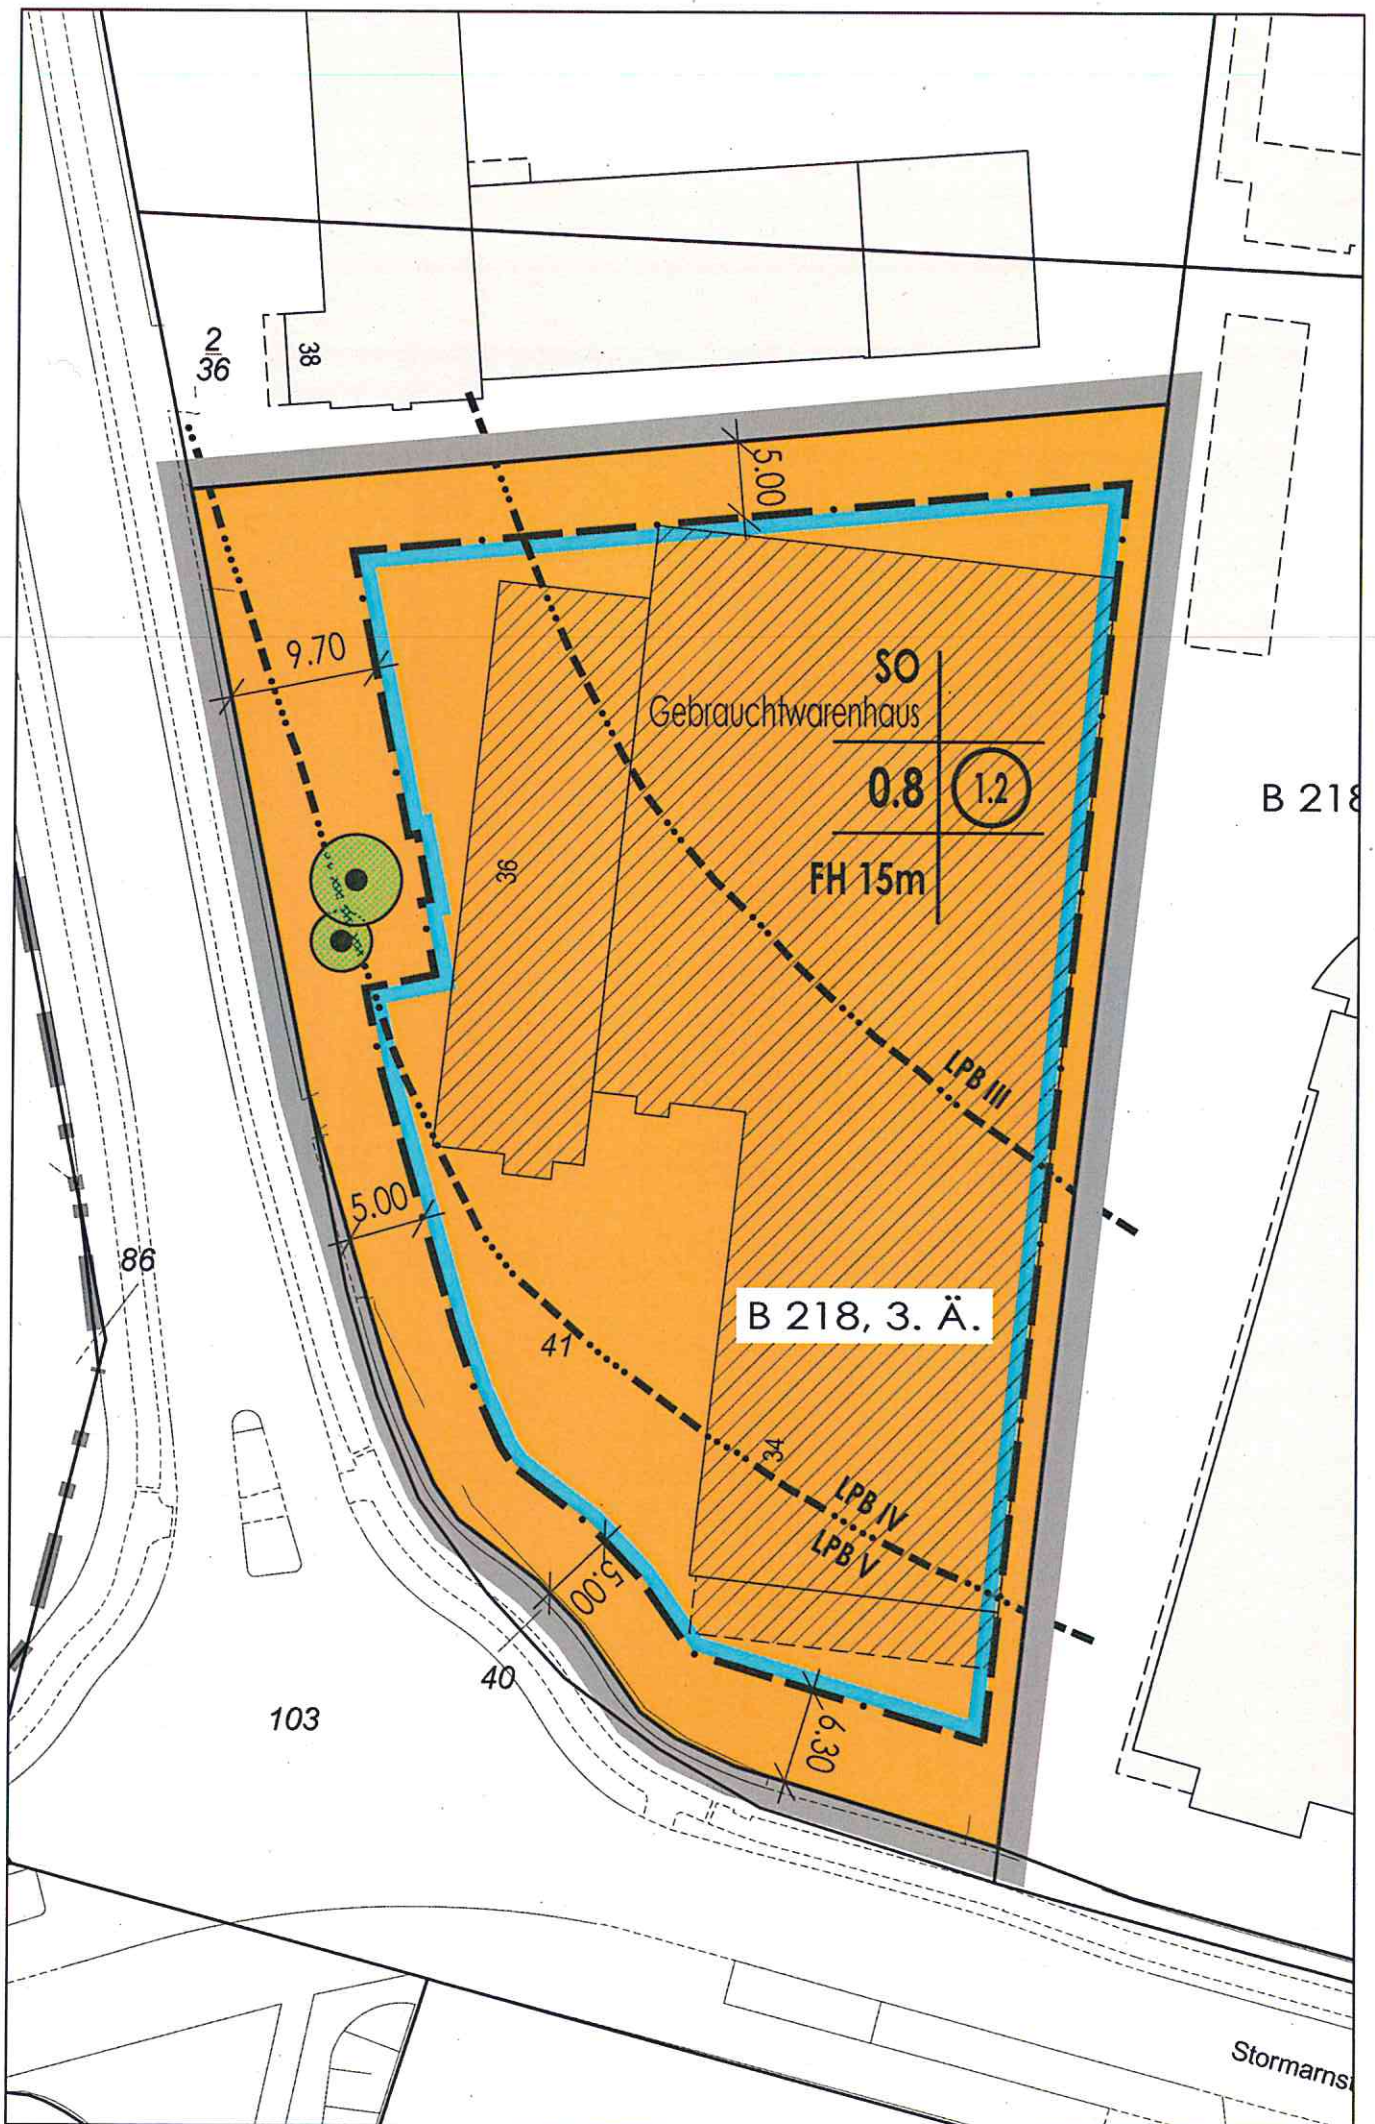 2
36
38
5.00
9.70
SO
Gebrauchtwarenhaus
0.8
1.2
FH 15m
B 218
36
LPB III
5.00
86
B 218, 3. Ä.
41
34
LPB IV
LPB V
5.00
40
103
6.30
Stormarnst